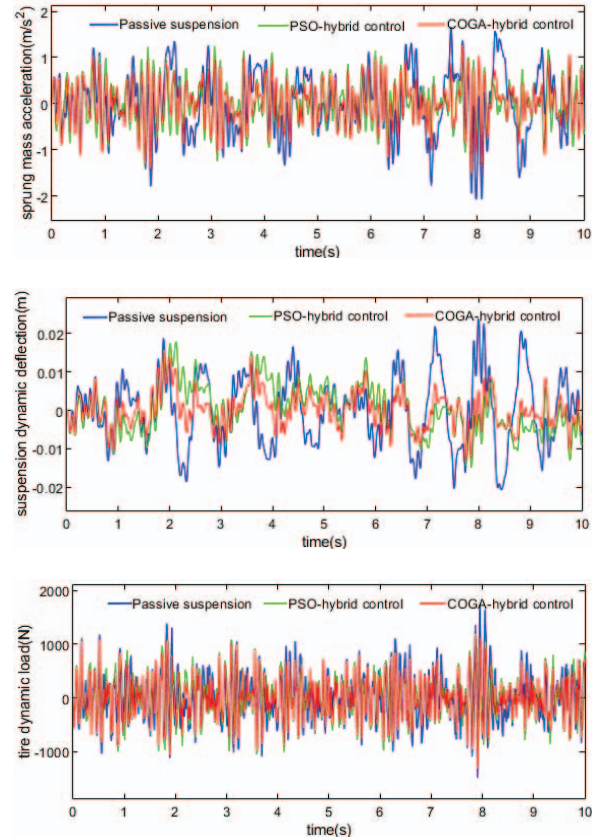 Passive suspension PSO-hybrid control COGA-hybrid control
sprung mass acceleration(m/s²)
2
1
0
-1
-2
0 1 2 3 4 5 6 7 8 9 10
time(s)
Passive suspension PSO-hybrid control COGA-hybrid control
suspension dynamic deflection(m)
0.02
0.01
0
-0.01
-0.02
0 1 2 3 4 5 6 7 8 9 10
time(s)
Passive suspension PSO-hybrid control COGA-hybrid control
tire dynamic load(N)
2000
1000
0
-1000
0 1 2 3 4 5 6 7 8 9 10
time(s)